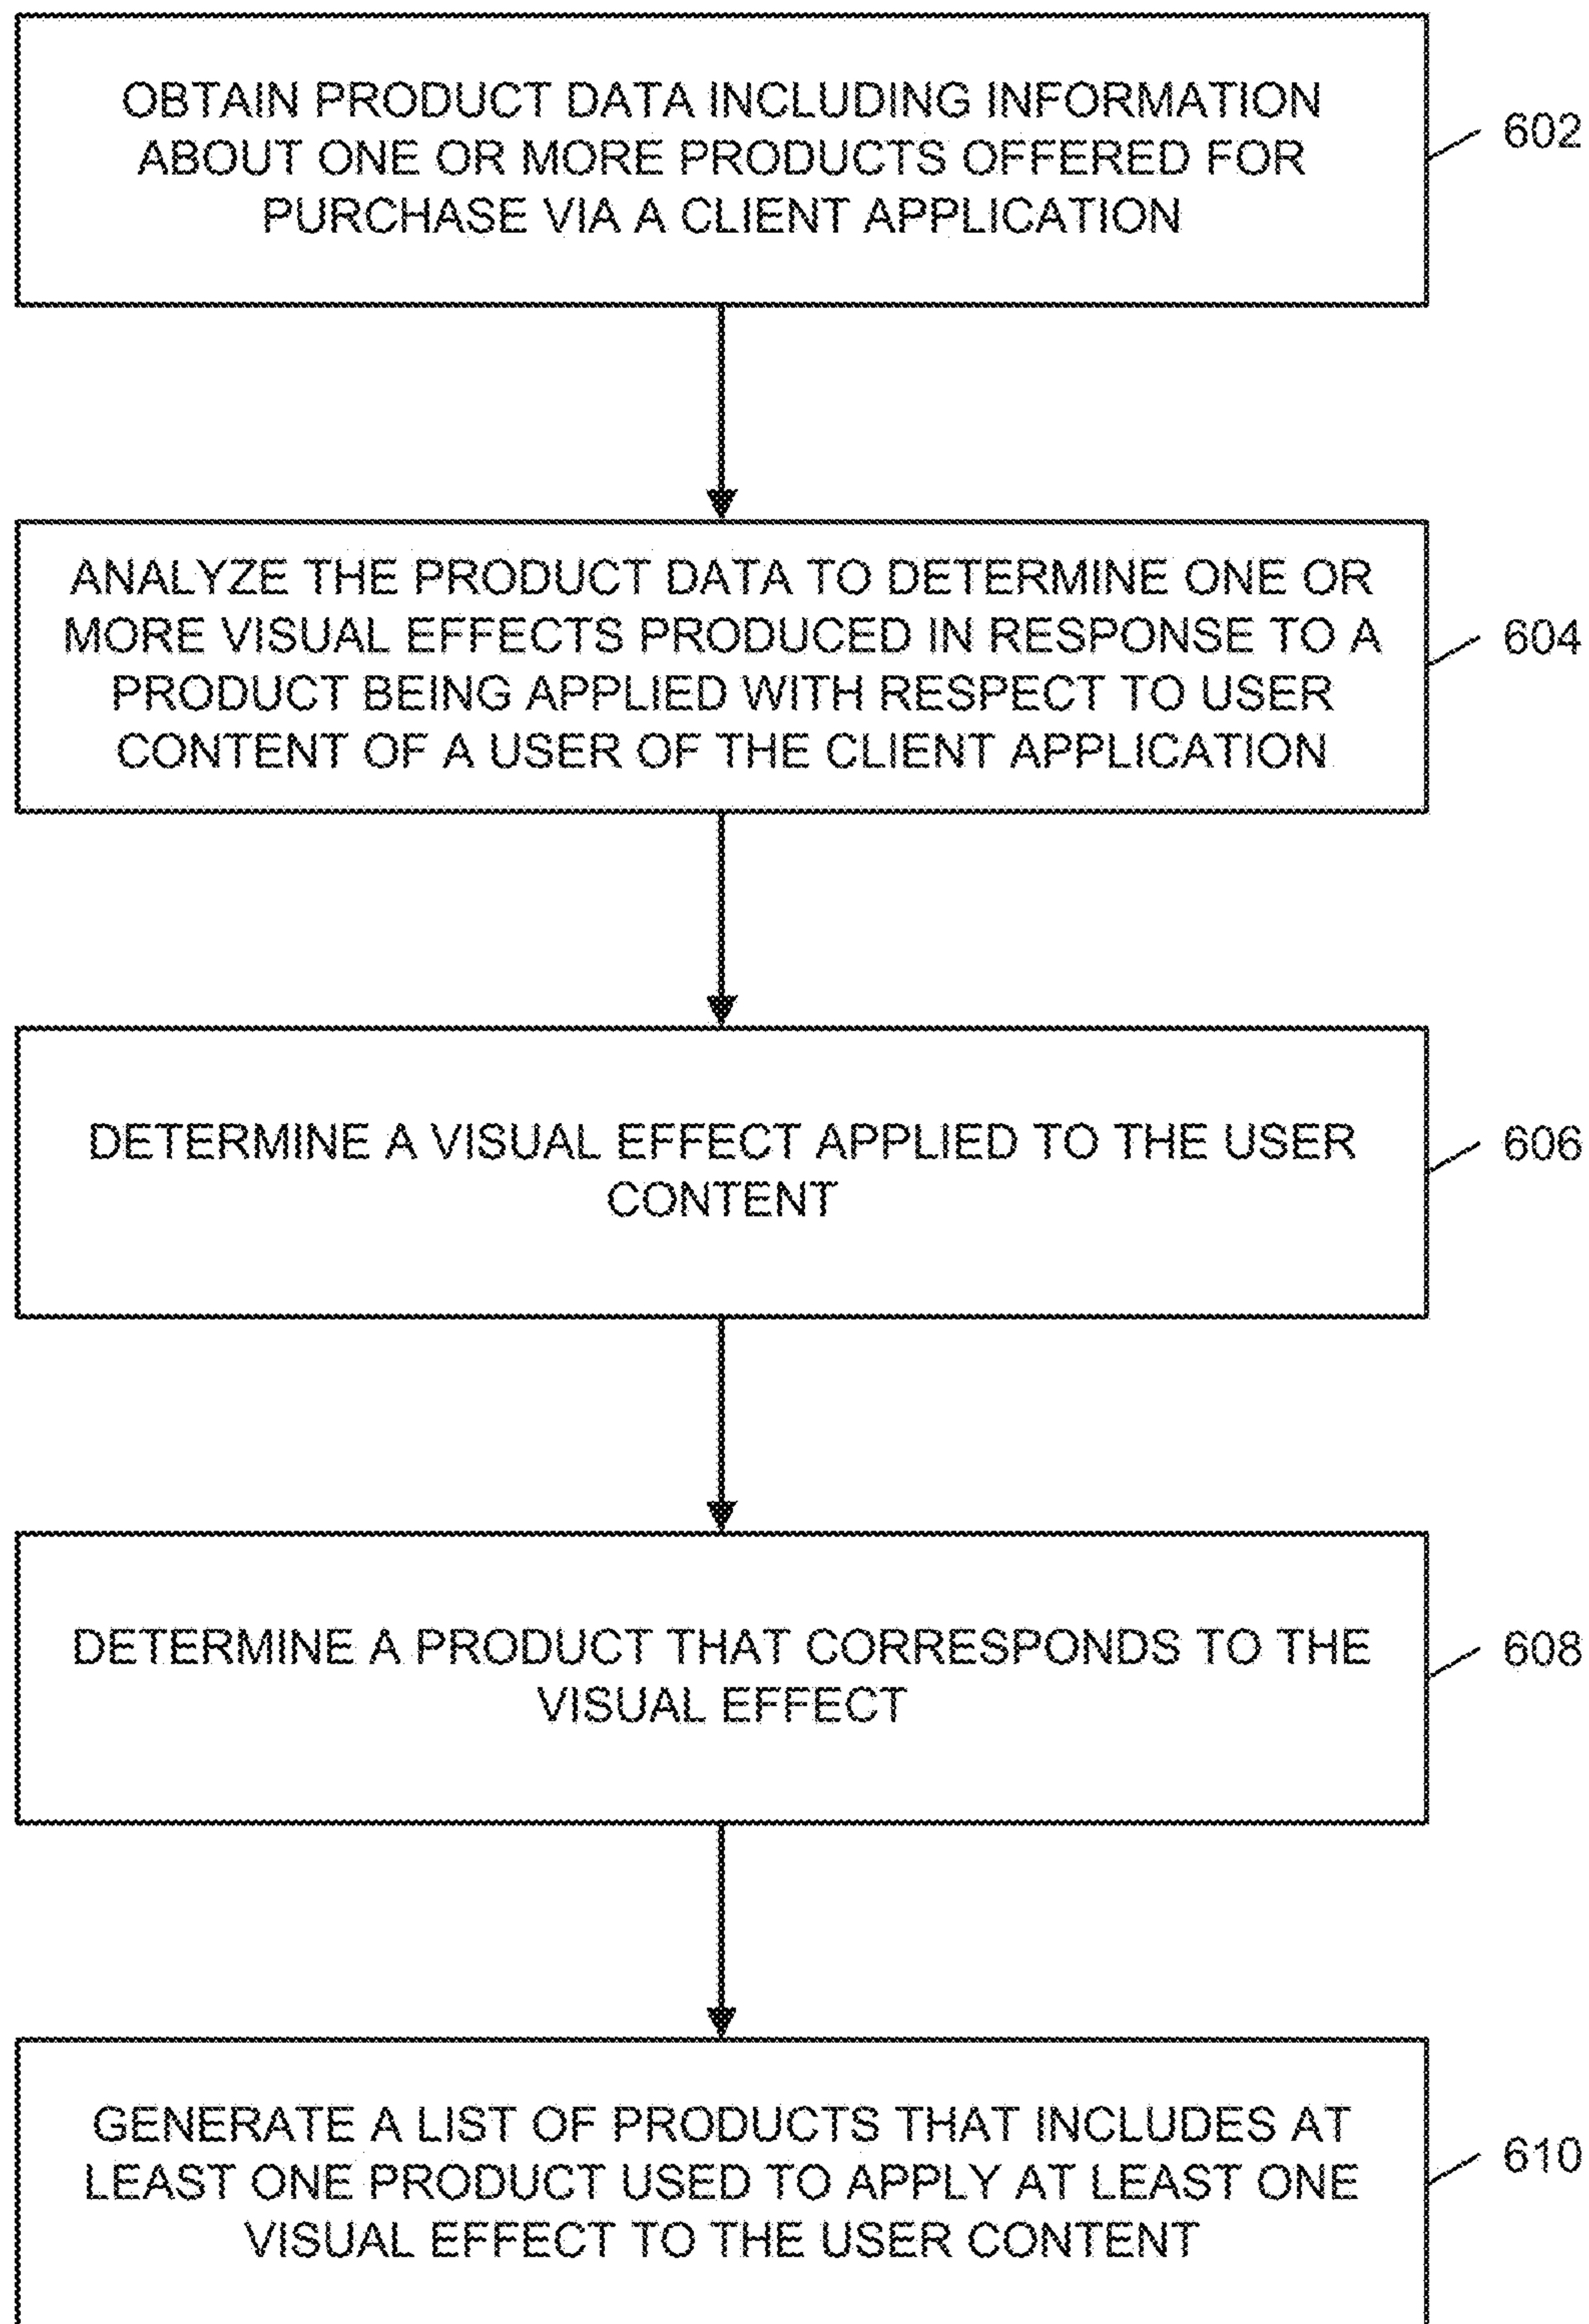 OBTAIN PRODUCT DATA INCLUDING INFORMATION
ABOUT ONE OR MORE PRODUCTS OFFERED FOR
PURCHASE VIA A CLIENT APPLICATION
602
ANALYZE THE PRODUCT DATA TO DETERMINE ONE OR
MORE VISUAL EFFECTS PRODUCED IN RESPONSE TO A
PRODUCT BEING APPLIED WITH RESPECT TO USER
CONTENT OF A USER OF THE CLIENT APPLICATION
604
DETERMINE A VISUAL EFFECT APPLIED TO THE USER
CONTENT
606
DETERMINE A PRODUCT THAT CORRESPONDS TO THE
VISUAL EFFECT
608
GENERATE A LIST OF PRODUCTS THAT INCLUDES AT
LEAST ONE PRODUCT USED TO APPLY AT LEAST ONE
VISUAL EFFECT TO THE USER CONTENT
610